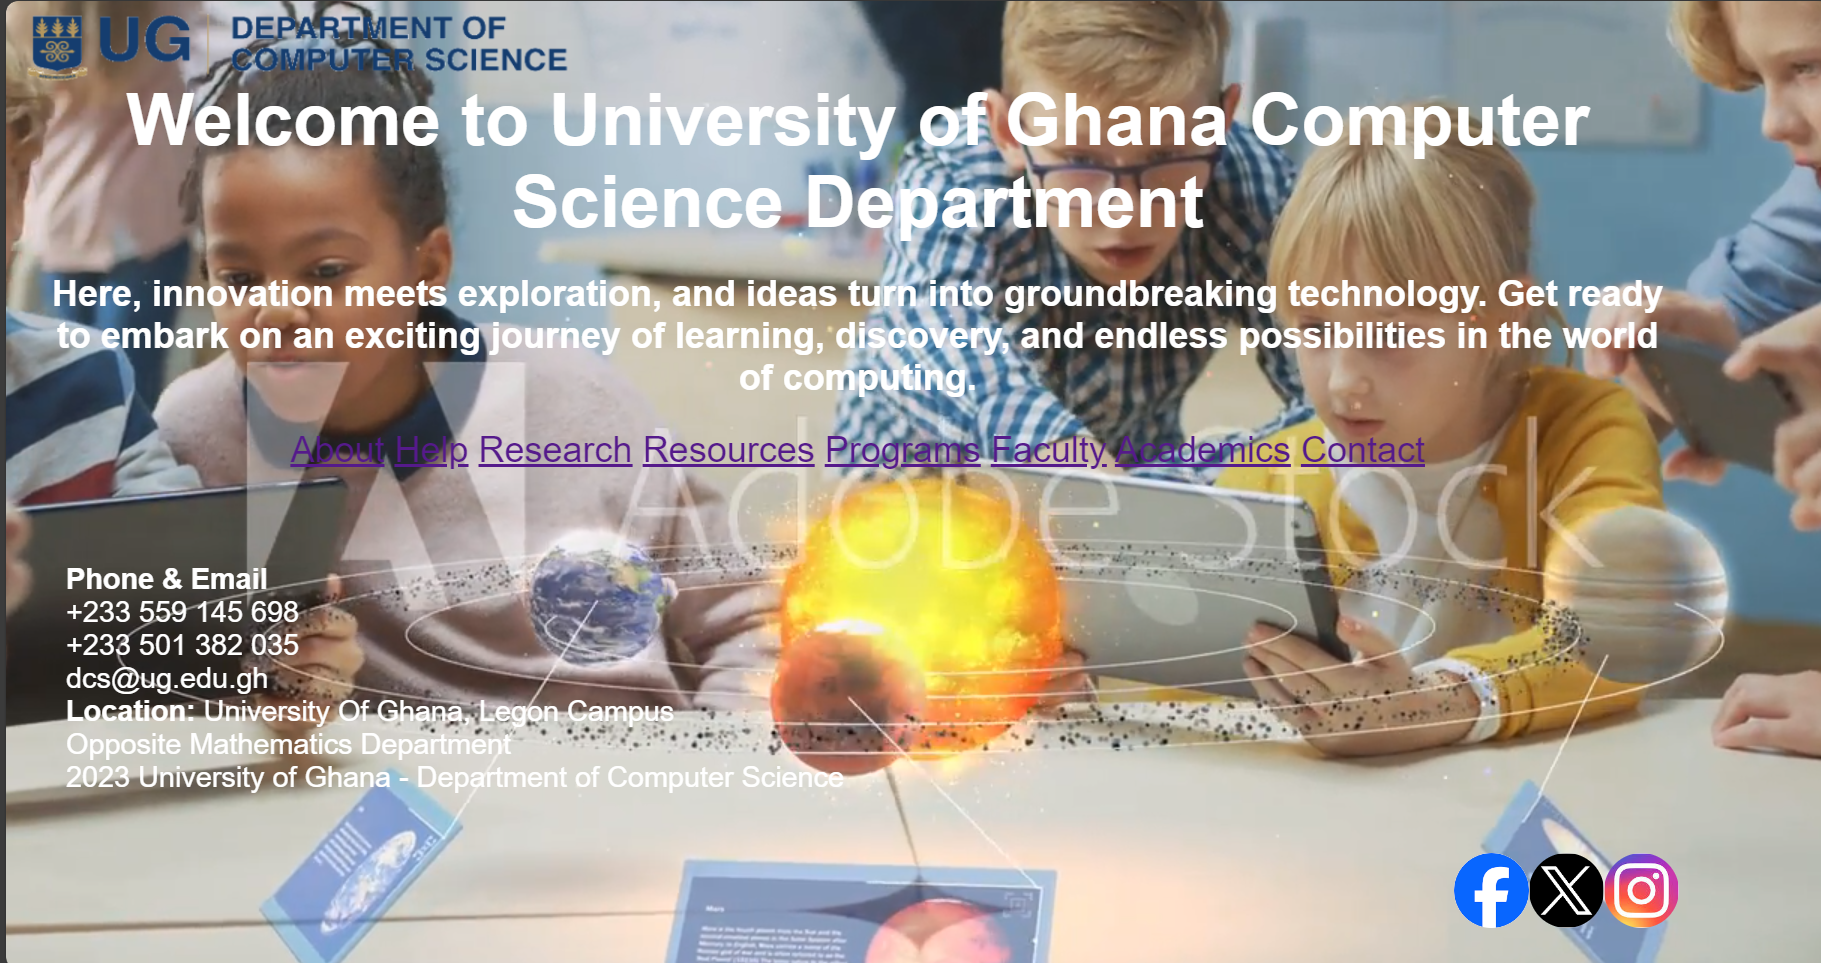 UG
DEPARTMENT OF
COMPUTER SCIENCE
Welcome to University of Ghana Computer
Science Department
Here, innovation meets exploration, and ideas turn into groundbreaking technology. Get ready
to embark on an exciting journey of learning, discovery, and endless possibilities in the world
of computing.
About Help Research Resources Programs Faculty Academics Contact
Adobe Stock
Phone & Email
+233 559 145 698
+233 501 382 035
dcs@ug.edu.gh
Location: University Of Ghana, Legon Campus
Opposite Mathematics Department
2023 University of Ghana - Department of Computer Science
Mars